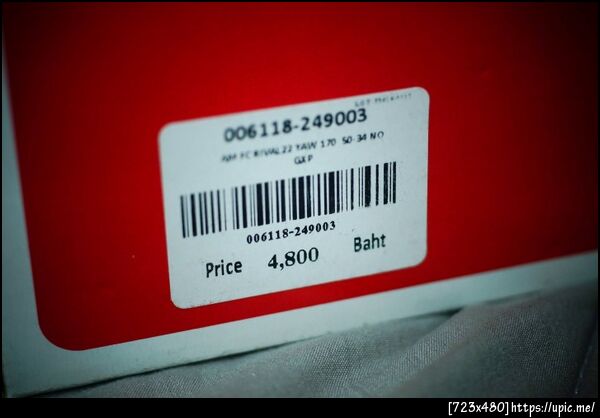 006118-249003
AM FC RIVAL22 YAW 170 50-34 NO
GXP
006118-249003
Price 4,800 Baht
[723x480]https://upic.me/